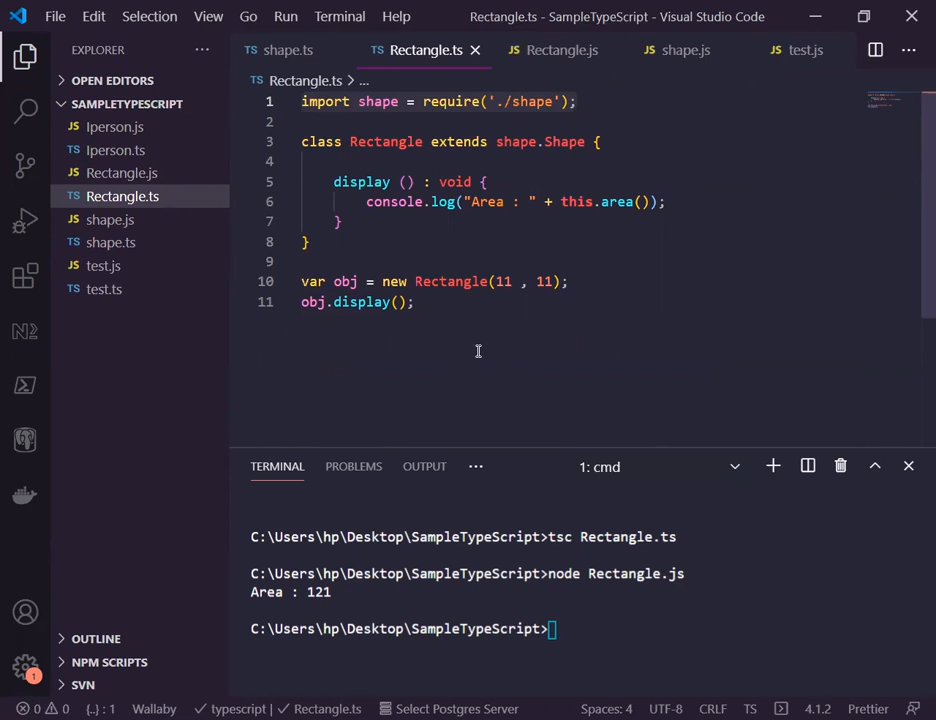 File Edit Selection View Go Run Terminal Help Rectangle.ts - SampleTypeScript - Visual Studio Code
EXPLORER
OPEN EDITORS
SAMPLETYPESCRIPT
JS Iperson.js
TS Iperson.ts
JS Rectangle.js
TS Rectangle.ts
JS shape.js
TS shape.ts
JS test.js
TS test.ts
OUTLINE
NPM SCRIPTS
SVN
TS shape.ts TS Rectangle.ts JS Rectangle.js JS shape.js JS test.js
TS Rectangle.ts > ...
1 import shape = require('./shape');
2
3 class Rectangle extends shape.Shape {
4
5 display () : void {
6 console.log("Area : " + this.area());
7 }
8 }
9
10 var obj = new Rectangle(11 , 11);
11 obj.display();
TERMINAL PROBLEMS OUTPUT ... 1: cmd
C:\Users\hp\Desktop\SampleTypeScript>tsc Rectangle.ts
C:\Users\hp\Desktop\SampleTypeScript>node Rectangle.js
Area : 121
C:\Users\hp\Desktop\SampleTypeScript>
1
0 0 {..} : 1 Wallaby ✓ typescript | ✓ Rectangle.ts Select Postgres Server Spaces: 4 UTF-8 CRLF TS 4.1.2 Prettier